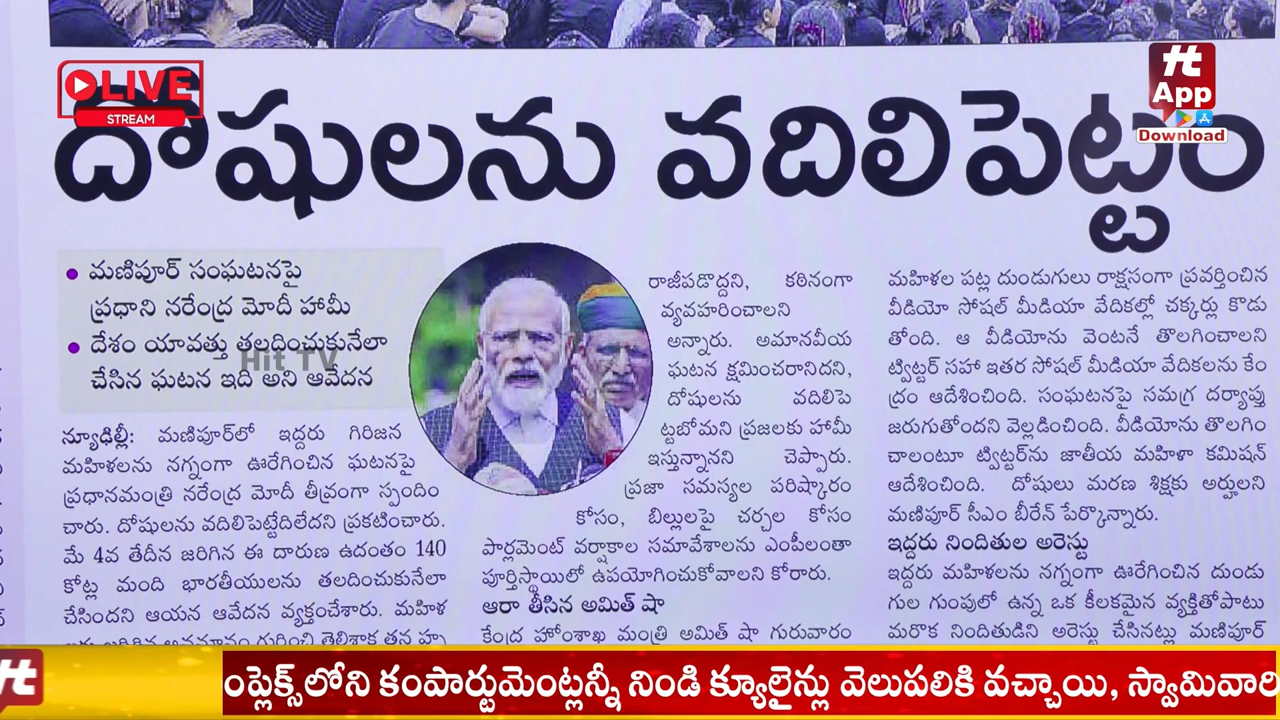 LIVE
STREAM
tt
App
Download
దోషులను వదిలిపెట్టం
• మణిపూర్ సంఘటనపై
ప్రధాని నరేంద్ర మోదీ హామీ
• దేశం యావత్తు తలదించుకునేలా
చేసిన ఘటన ఇది అని ఆవేదన
Hit TV
న్యూఢిల్లీ: మణిపూర్‌లో ఇద్దరు గిరిజన
మహిళలను నగ్నంగా ఊరేగించిన ఘటనపై
ప్రధానమంత్రి నరేంద్ర మోదీ తీవ్రంగా స్పందిం
చారు. దోషులను వదిలిపెట్టేదిలేదని ప్రకటించారు.
మే 4వ తేదీన జరిగిన ఈ దారుణ ఉదంతం 140
కోట్ల మంది భారతీయులను తలదించుకునేలా
చేసిందని ఆయన ఆవేదన వ్యక్తంచేశారు. మహిళ
రాజీపడొద్దని, కఠినంగా
వ్యవహరించాలని
అన్నారు. అమానవీయ
ఘటన క్షమించరానిదని,
దోషులను వదిలిపె
ట్టబోమని ప్రజలకు హామీ
ఇస్తున్నానని చెప్పారు.
ప్రజా సమస్యల పరిష్కారం
కోసం, బిల్లులపై చర్చల కోసం
పార్లమెంట్ వర్షాకాల సమావేశాలను ఎంపీలంతా
పూర్తిస్థాయిలో ఉపయోగించుకోవాలని కోరారు.
ఆరా తీసిన అమిత్ షా
కేంద్ర హోంశాఖ మంత్రి అమిత్ షా గురువారం
మహిళల పట్ల దుండుగులు రాక్షసంగా ప్రవర్తించిన
వీడియో సోషల్ మీడియా వేదికల్లో చక్కర్లు కొడు
తోంది. ఆ వీడియోను వెంటనే తొలగించాలని
ట్విట్టర్ సహా ఇతర సోషల్ మీడియా వేదికలను కేం
ద్రం ఆదేశించింది. సంఘటనపై సమగ్ర దర్యాప్తు
జరుగుతోందని వెల్లడించింది. వీడియోను తొలగిం
చాలంటూ ట్విట్టర్‌ను జాతీయ మహిళా కమిషన్
ఆదేశించింది. దోషులు మరణ శిక్షకు అర్హులని
మణిపూర్ సీఎం బీరేన్ పేర్కొన్నారు.
ఇద్దరు నిందితుల అరెస్టు
ఇద్దరు మహిళలను నగ్నంగా ఊరేగించిన దుండు
గుల గుంపులో ఉన్న ఒక కీలకమైన వ్యక్తితోపాటు
మరొక నిందితుడిని అరెస్టు చేసినట్లు మణిపూర్
ంప్లెక్స్‌లోని కంపార్టుమెంట్లన్నీ నిండి క్యూలైన్లు వెలుపలికి వచ్చాయి, స్వామివారి